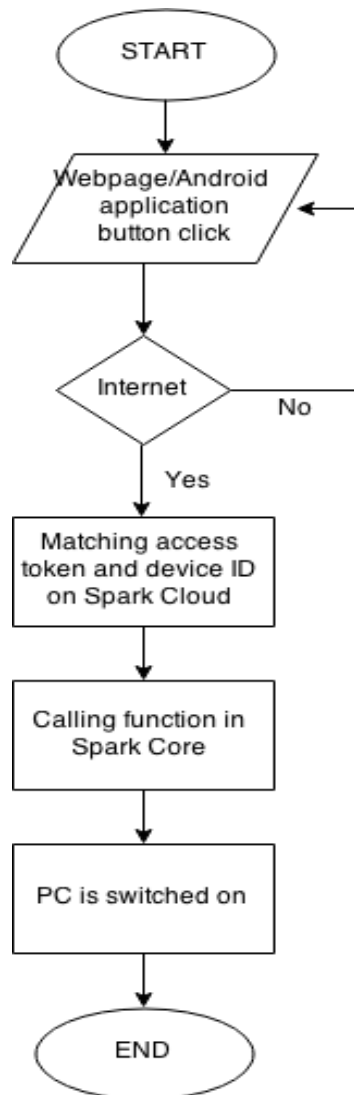 START
Webpage/Android
application
button click
Internet
No
Yes
Matching access
token and device ID
on Spark Cloud
Calling function in
Spark Core
PC is switched on
END